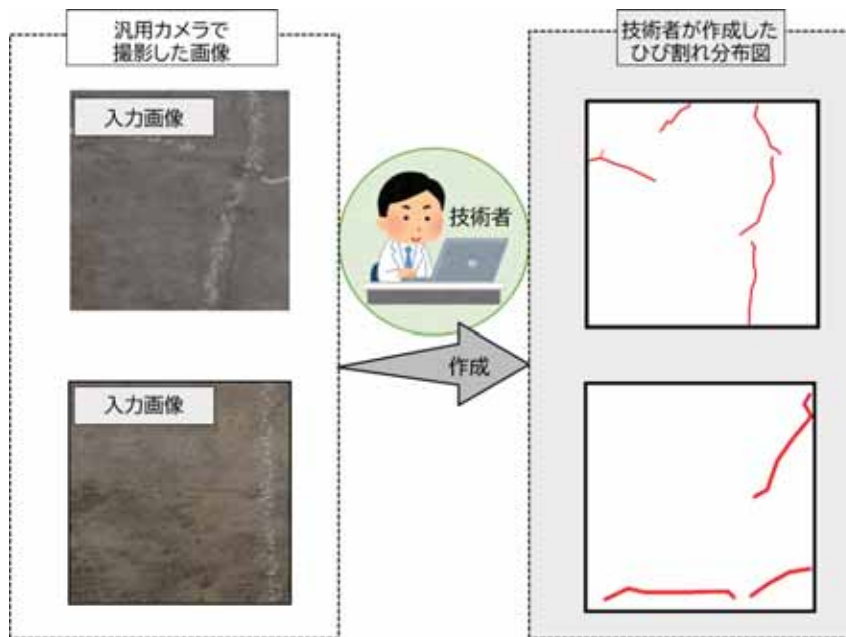 汎用カメラで
撮影した画像
技術者が作成した
ひび割れ分布図
入力画像
技術者
作成
入力画像